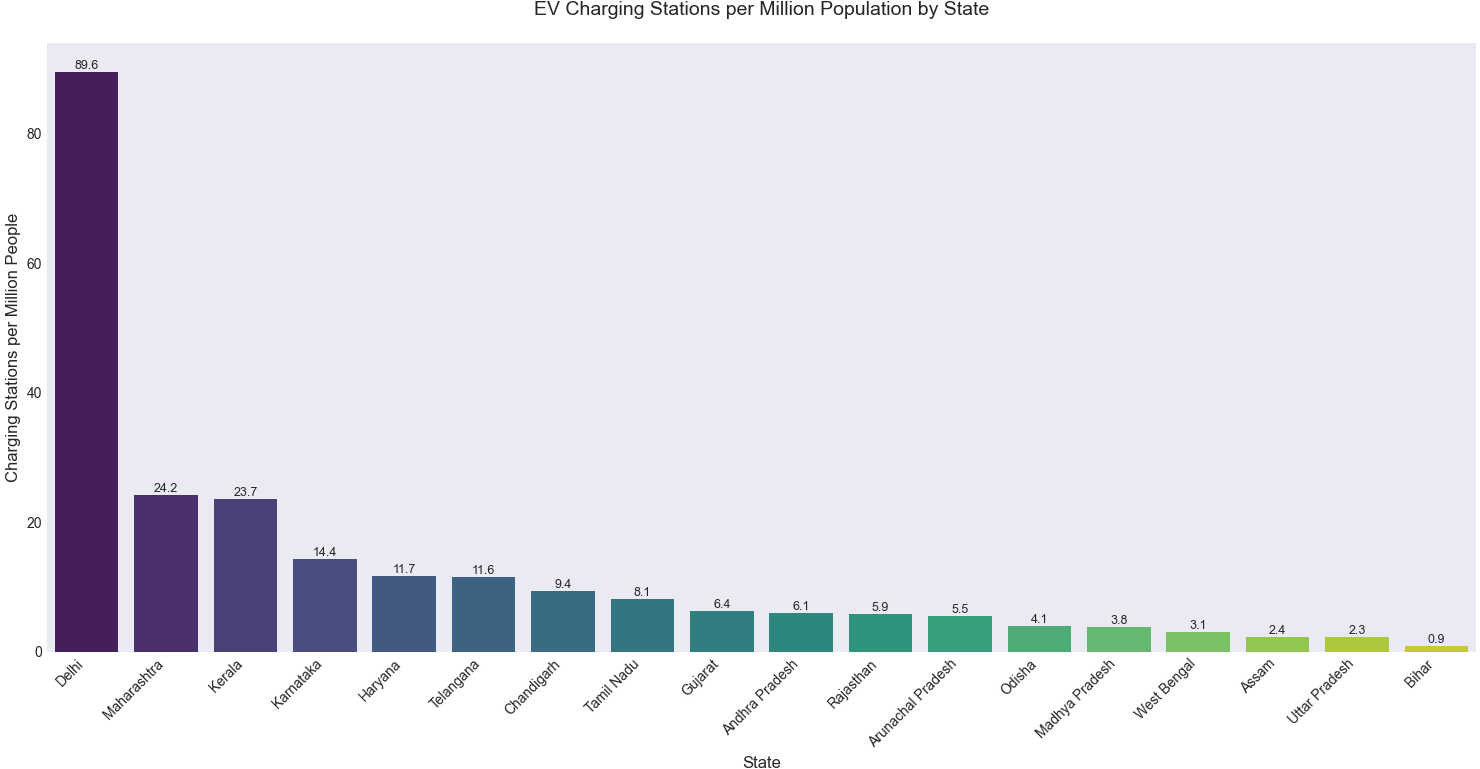 EV Charging Stations per Million Population by State
Charging Stations per Million People
80
60
40
20
0
89.6
24.2
23.7
14.4
11.7
11.6
9.4
8.1
6.4
6.1
5.9
5.5
4.1
3.8
3.1
2.4
2.3
0.9
Delhi
Maharashtra
Kerala
Karnataka
Haryana
Telangana
Chandigarh
Tamil Nadu
Gujarat
Andhra Pradesh
Rajasthan
Arunachal Pradesh
Odisha
Madhya Pradesh
West Bengal
Assam
Uttar Pradesh
Bihar
State